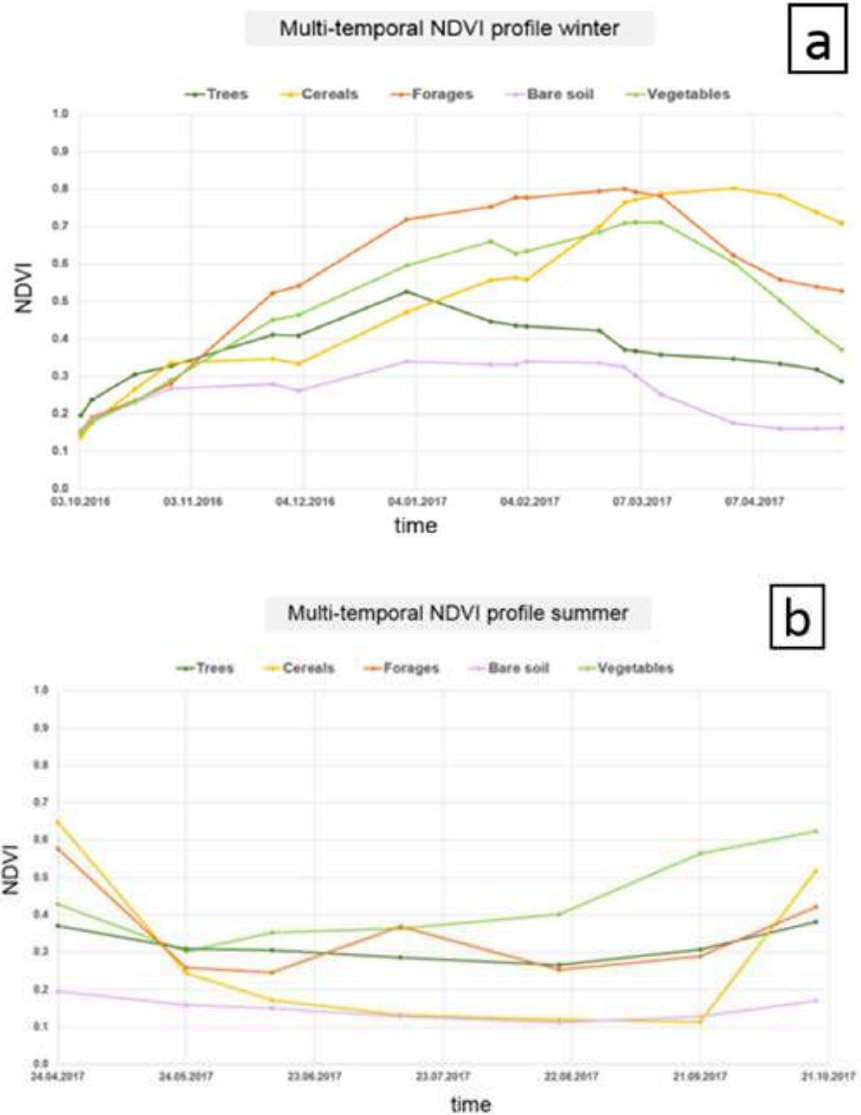 Multi-temporal NDVI profile winter
a
Trees Cereals Forages Bare soil Vegetables
1.0
0.9
0.8
0.7
0.6
0.5
0.4
0.3
0.2
0.1
0.0
NDVI
03.10.2016 03.11.2016 04.12.2016 04.01.2017 04.02.2017 07.03.2017 07.04.2017
time
Multi-temporal NDVI profile summer
b
Trees Cereals Forages Bare soil Vegetables
1.0
0.9
0.8
0.7
0.6
0.5
0.4
0.3
0.2
0.1
0.0
NDVI
24.04.2017 24.05.2017 23.06.2017 23.07.2017 22.08.2017 21.09.2017 21.10.2017
time